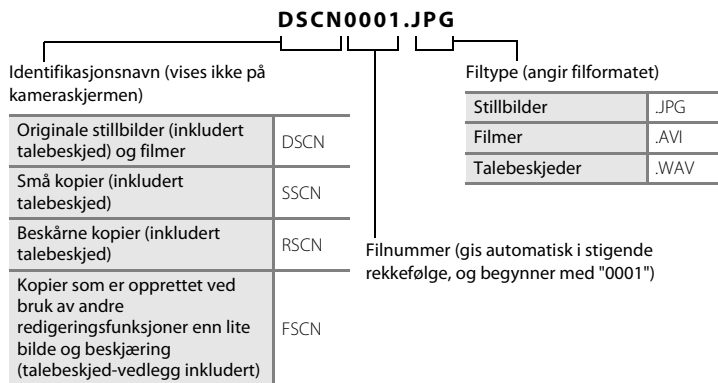 DSCN0001.JPG
Identifikasjonsnavn (vises ikke på
kameraskjermen)
Originale stillbilder (inkludert
talebeskjed) og filmer
DSCN
Små kopier (inkludert
talebeskjed)
SSCN
Beskårne kopier (inkludert
talebeskjed)
RSCN
Kopier som er opprettet ved
bruk av andre
redigeringsfunksjoner enn lite
bilde og beskjæring
(talebeskjed-vedlegg inkludert)
FSCN
Filtype (angir filformatet)
Stillbilder .JPG
Filmer .AVI
Talebeskjeder .WAV
Filnummer (gis automatisk i stigende
rekkefølge, og begynner med "0001")